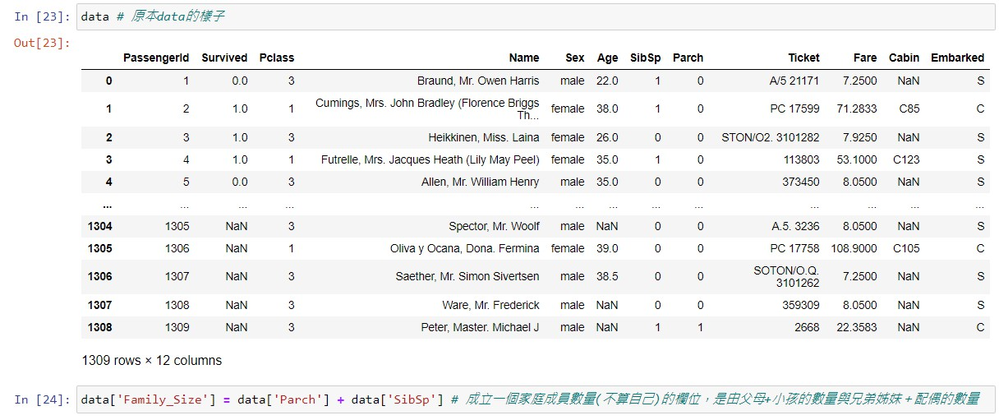 In [23]: data # 原本data的樣子
Out[23]:
PassengerId Survived Pclass Name Sex Age SibSp Parch Ticket Fare Cabin Embarked
0 1 0.0 3 Braund, Mr. Owen Harris male 22.0 1 0 A/5 21171 7.2500 NaN S
1 2 1.0 1 Cumings, Mrs. John Bradley (Florence Briggs Th... female 38.0 1 0 PC 17599 71.2833 C85 C
2 3 1.0 3 Heikkinen, Miss. Laina female 26.0 0 0 STON/O2. 3101282 7.9250 NaN S
3 4 1.0 1 Futrelle, Mrs. Jacques Heath (Lily May Peel) female 35.0 1 0 113803 53.1000 C123 S
4 5 0.0 3 Allen, Mr. William Henry male 35.0 0 0 373450 8.0500 NaN S
... ... ... ... ... ... ... ... ... ... ... ... ...
1304 1305 NaN 3 Spector, Mr. Woolf male NaN 0 0 A.5. 3236 8.0500 NaN S
1305 1306 NaN 1 Oliva y Ocana, Dona. Fermina female 39.0 0 0 PC 17758 108.9000 C105 C
1306 1307 NaN 3 Saether, Mr. Simon Sivertsen male 38.5 0 0 SOTON/O.Q. 3101262 7.2500 NaN S
1307 1308 NaN 3 Ware, Mr. Frederick male NaN 0 0 359309 8.0500 NaN S
1308 1309 NaN 3 Peter, Master. Michael J male NaN 1 1 2668 22.3583 NaN C
1309 rows × 12 columns
In [24]: data['Family_Size'] = data['Parch'] + data['SibSp'] # 成立一個家庭成員數量(不算自己)的欄位，是由父母+小孩的數量與兄弟姊妹+配偶的數量